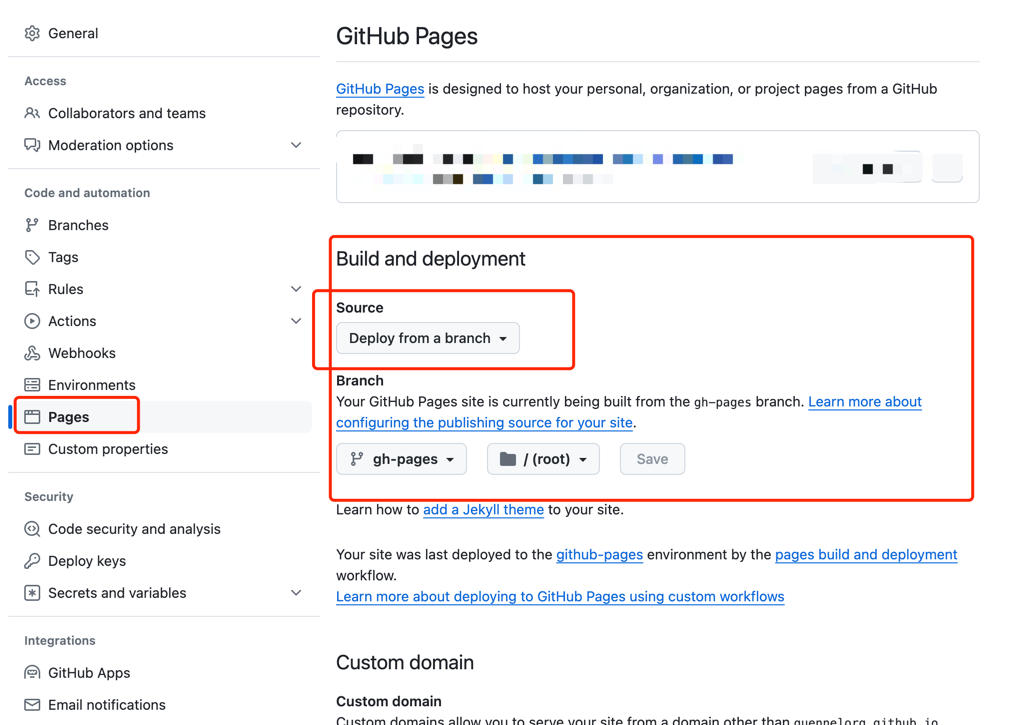 General
Access
Collaborators and teams
Moderation options
Code and automation
Branches
Tags
Rules
Actions
Webhooks
Environments
Pages
Custom properties
Security
Code security and analysis
Deploy keys
Secrets and variables
Integrations
GitHub Apps
Email notifications
GitHub Pages
GitHub Pages is designed to host your personal, organization, or project pages from a GitHub
repository.
Build and deployment
Source
Deploy from a branch
Branch
Your GitHub Pages site is currently being built from the gh-pages branch. Learn more about
configuring the publishing source for your site.
gh-pages / (root) Save
Learn how to add a Jekyll theme to your site.
Your site was last deployed to the github-pages environment by the pages build and deployment
workflow.
Learn more about deploying to GitHub Pages using custom workflows
Custom domain
Custom domain
Custom domains allow you to serve your site from a domain other than